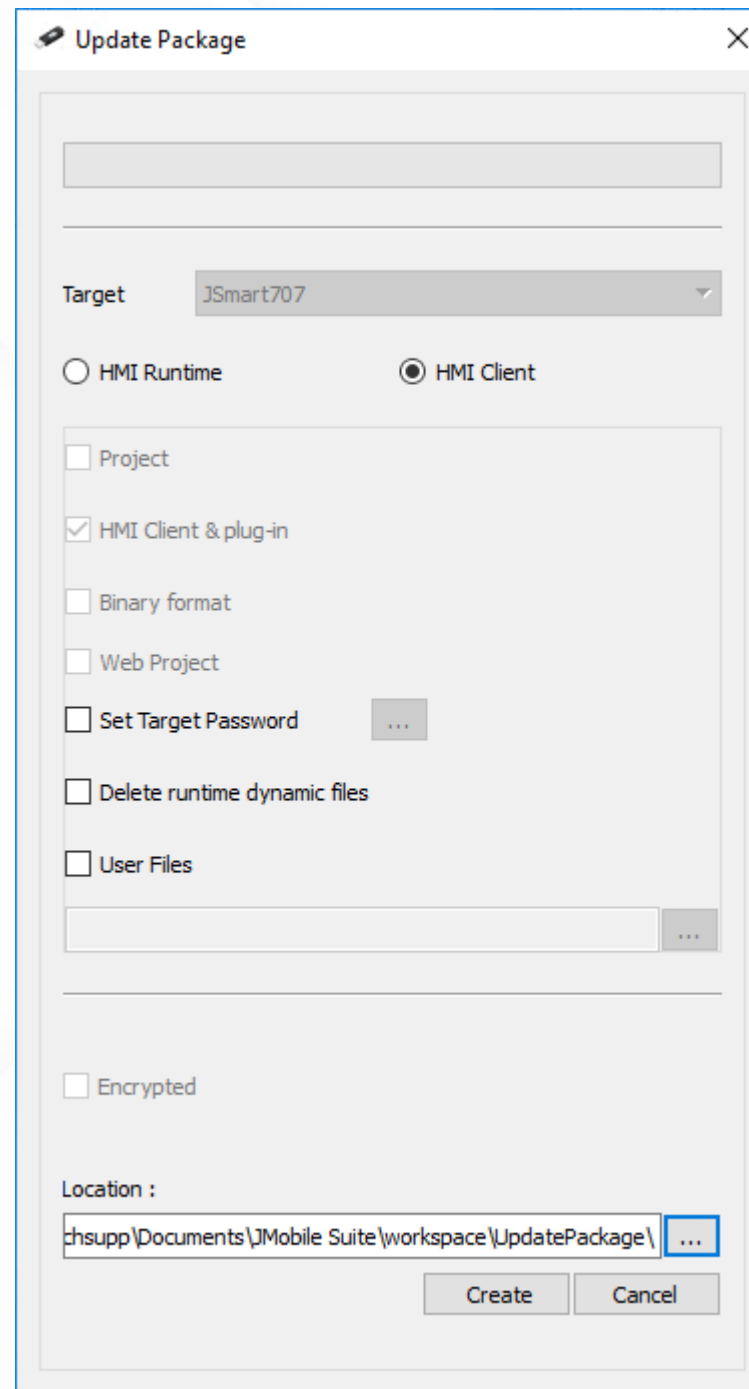 Update Package
Target JSmart707
HMI Runtime HMI Client
Project
HMI Client & plug-in
Binary format
Web Project
Set Target Password ...
Delete runtime dynamic files
User Files
...
Encrypted
Location :
chsupp\Documents\JMobile Suite\workspace\UpdatePackage\ ...
Create Cancel